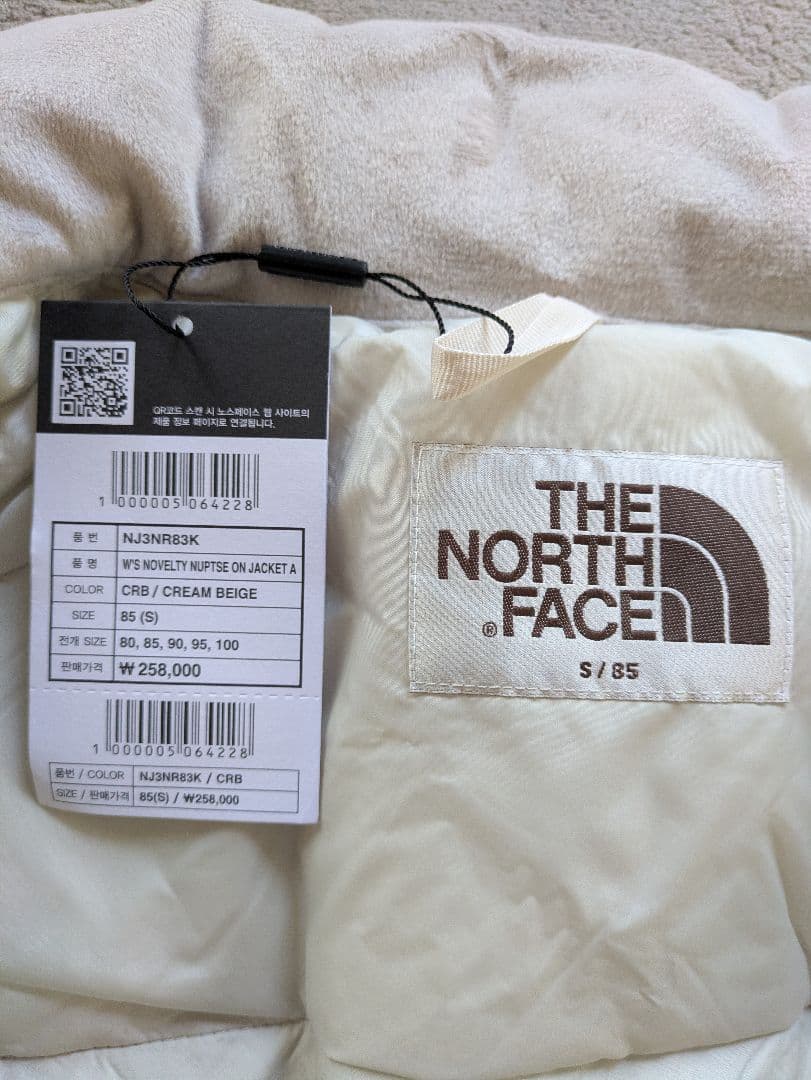 QR코드 스캔 시 노스페이스 웹 사이트의
제품 정보 페이지로 연결됩니다.
1 000005 064228
품 번 NJ3NR83K
품 명 W'S NOVELTY NUPTSE ON JACKET A
COLOR CRB / CREAM BEIGE
SIZE 85 (S)
전개 SIZE 80, 85, 90, 95, 100
판매가격 ₩ 258,000
1 000005 064228
품번 / COLOR NJ3NR83K / CRB
SIZE / 판매가격 85(S) / ₩258,000
THE
NORTH
® FACE
S / 85